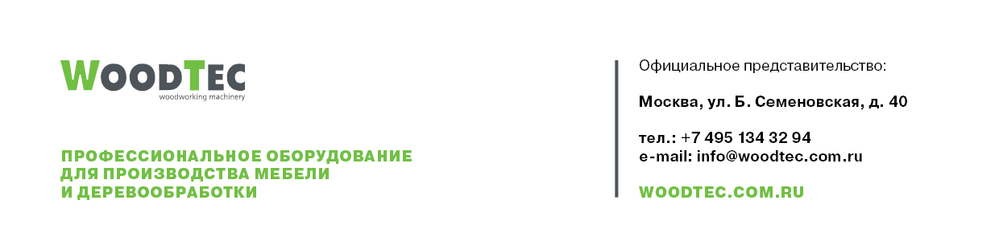 WOODTEC
woodworking machinery
ПРОФЕССИОНАЛЬНОЕ ОБОРУДОВАНИЕ
ДЛЯ ПРОИЗВОДСТВА МЕБЕЛИ
И ДЕРЕВООБРАБОТКИ
Официальное представительство:
Москва, ул. Б. Семеновская, д. 40
тел.: +7 495 134 32 94
e-mail: info@woodtec.com.ru
WOODTEC.COM.RU